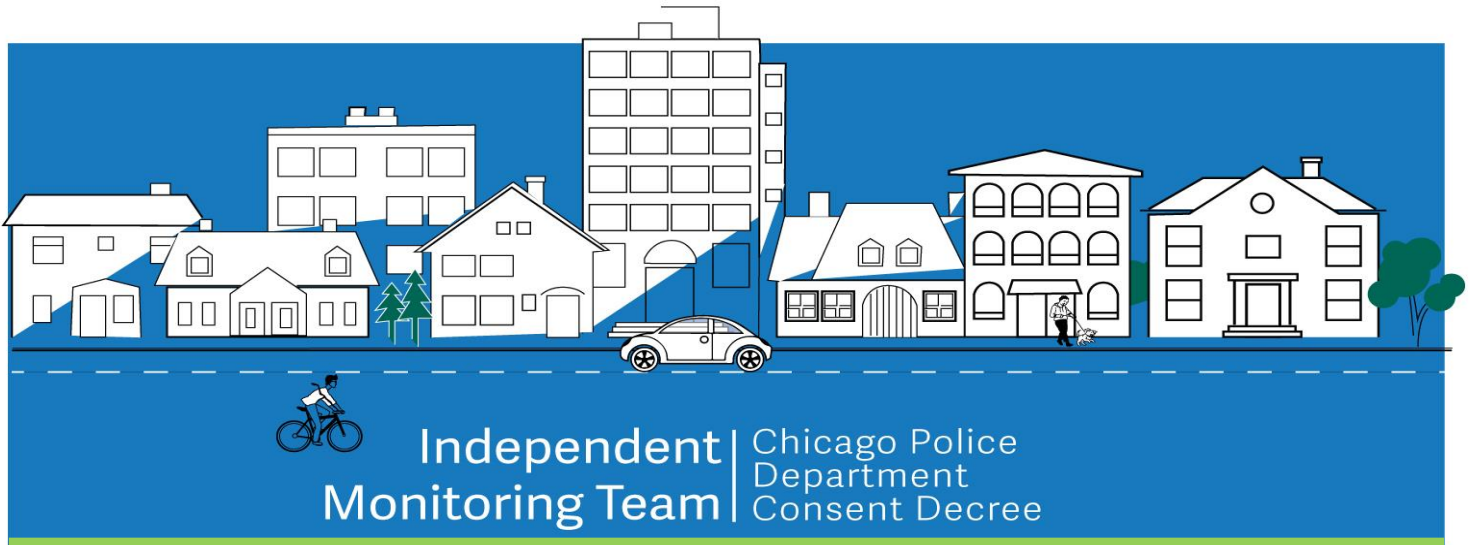 Independent
Monitoring Team
Chicago Police
Department
Consent Decree